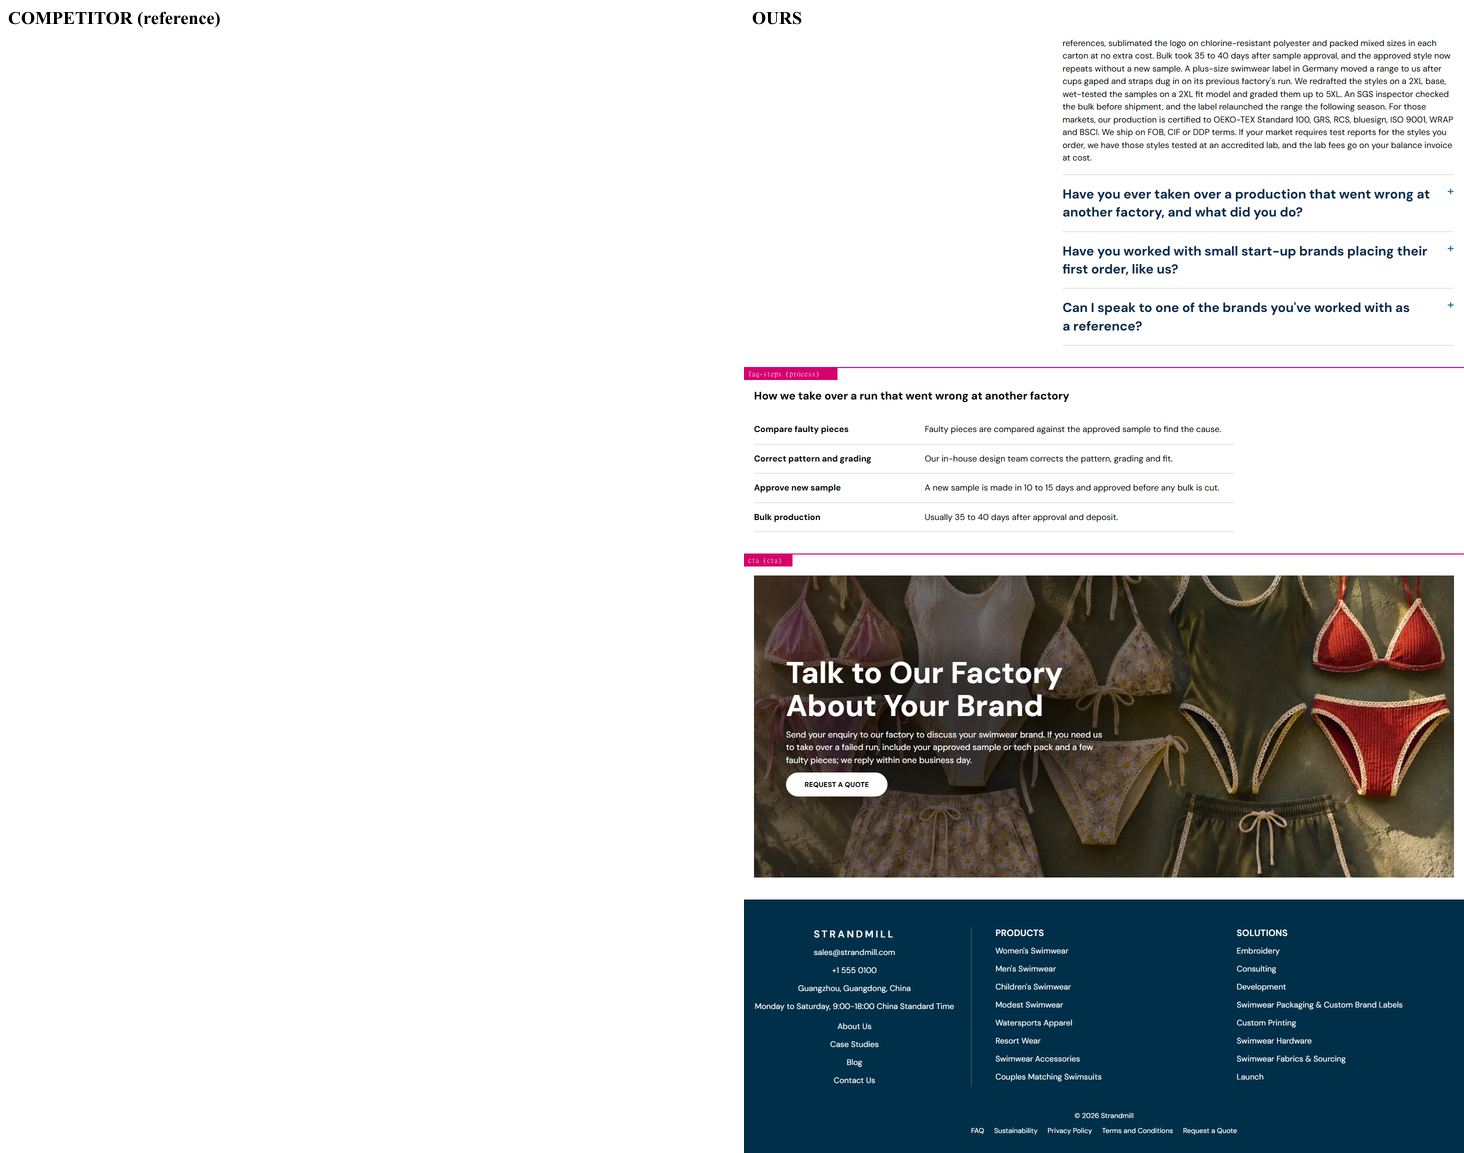 COMPETITOR (reference)
OURS
references, sublimated the logo on chlorine-resistant polyester and packed mixed sizes in each
carton at no extra cost. Bulk took 35 to 40 days after sample approval, and the approved style now
repeats without a new sample. A plus-size swimwear label in Germany moved a range to us after
cups gaped and straps dug in on its previous factory's run. We redrafted the styles on a 2XL base,
wet-tested the samples on a 2XL fit model and graded them up to 5XL. An SGS inspector checked
the bulk before shipment, and the label relaunched the range the following season. For those
markets, our production is certified to OEKO-TEX Standard 100, GRS, RCS, bluesign, ISO 9001, WRAP
and BSCI. We ship on FOB, CIF or DDP terms. If your market requires test reports for the styles you
order, we have those styles tested at an accredited lab, and the lab fees go on your balance invoice
at cost.
Have you ever taken over a production that went wrong at +
another factory, and what did you do?
Have you worked with small start-up brands placing their +
first order, like us?
Can I speak to one of the brands you've worked with as +
a reference?
faq-steps (process)
How we take over a run that went wrong at another factory
Compare faulty pieces Faulty pieces are compared against the approved sample to find the cause.
Correct pattern and grading Our in-house design team corrects the pattern, grading and fit.
Approve new sample A new sample is made in 10 to 15 days and approved before any bulk is cut.
Bulk production Usually 35 to 40 days after approval and deposit.
cta (cta)
Talk to Our Factory
About Your Brand
Send your enquiry to our factory to discuss your swimwear brand. If you need us
to take over a failed run, include your approved sample or tech pack and a few
faulty pieces; we reply within one business day.
REQUEST A QUOTE
STRANDMILL
sales@strandmill.com
+1 555 0100
Guangzhou, Guangdong, China
Monday to Saturday, 9:00-18:00 China Standard Time
About Us
Case Studies
Blog
Contact Us
PRODUCTS
Women's Swimwear
Men's Swimwear
Children's Swimwear
Modest Swimwear
Watersports Apparel
Resort Wear
Swimwear Accessories
Couples Matching Swimsuits
SOLUTIONS
Embroidery
Consulting
Development
Swimwear Packaging & Custom Brand Labels
Custom Printing
Swimwear Hardware
Swimwear Fabrics & Sourcing
Launch
© 2026 Strandmill
FAQ Sustainability Privacy Policy Terms and Conditions Request a Quote